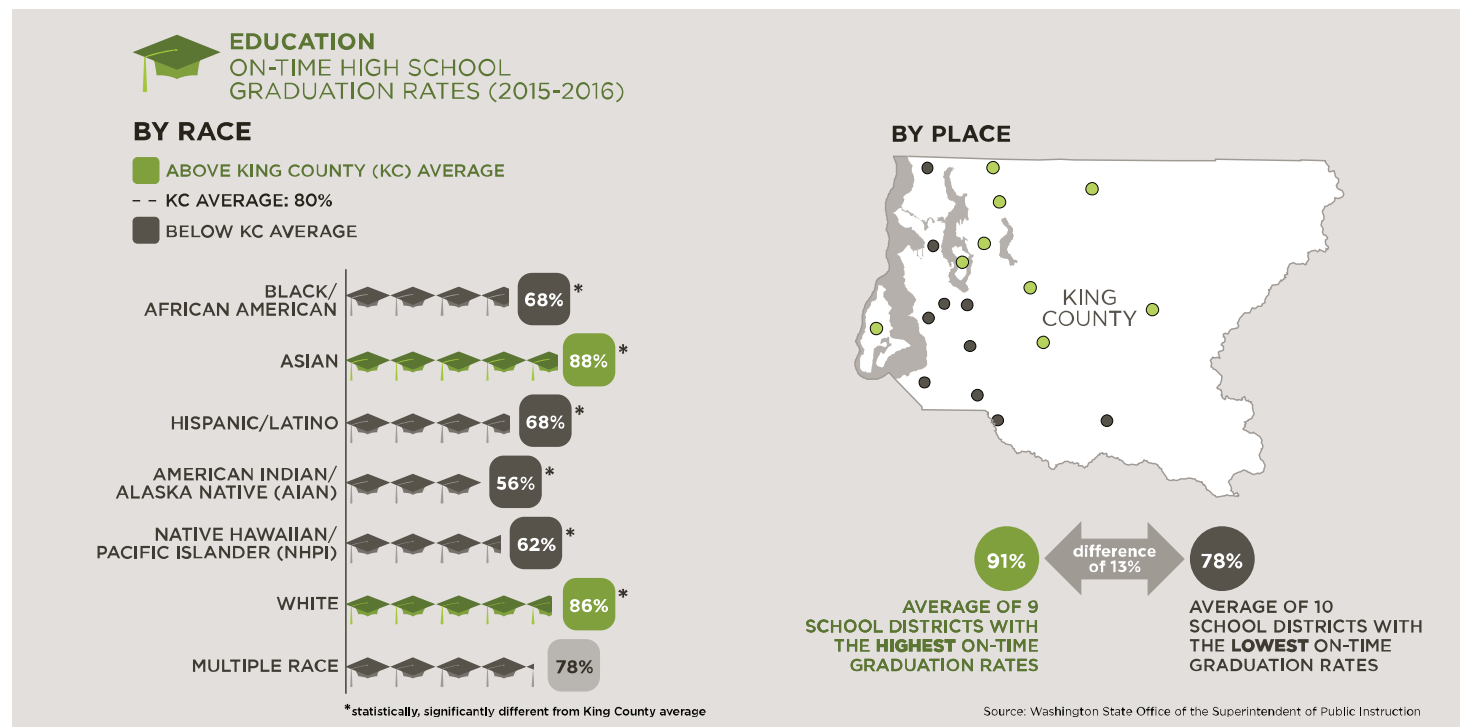 EDUCATION
ON-TIME HIGH SCHOOL
GRADUATION RATES (2015-2016)
BY RACE
ABOVE KING COUNTY (KC) AVERAGE
-- KC AVERAGE: 80%
BELOW KC AVERAGE
BLACK/
AFRICAN AMERICAN
68% *
ASIAN
88% *
HISPANIC/LATINO
68% *
AMERICAN INDIAN/
ALASKA NATIVE (AIAN)
56% *
NATIVE HAWAIIAN/
PACIFIC ISLANDER (NHPI)
62% *
WHITE
86% *
MULTIPLE RACE
78%
*statistically, significantly different from King County average
BY PLACE
KING
COUNTY
91%
difference
of 13%
78%
AVERAGE OF 9
SCHOOL DISTRICTS WITH
THE HIGHEST ON-TIME
GRADUATION RATES
AVERAGE OF 10
SCHOOL DISTRICTS WITH
THE LOWEST ON-TIME
GRADUATION RATES
Source: Washington State Office of the Superintendent of Public Instruction